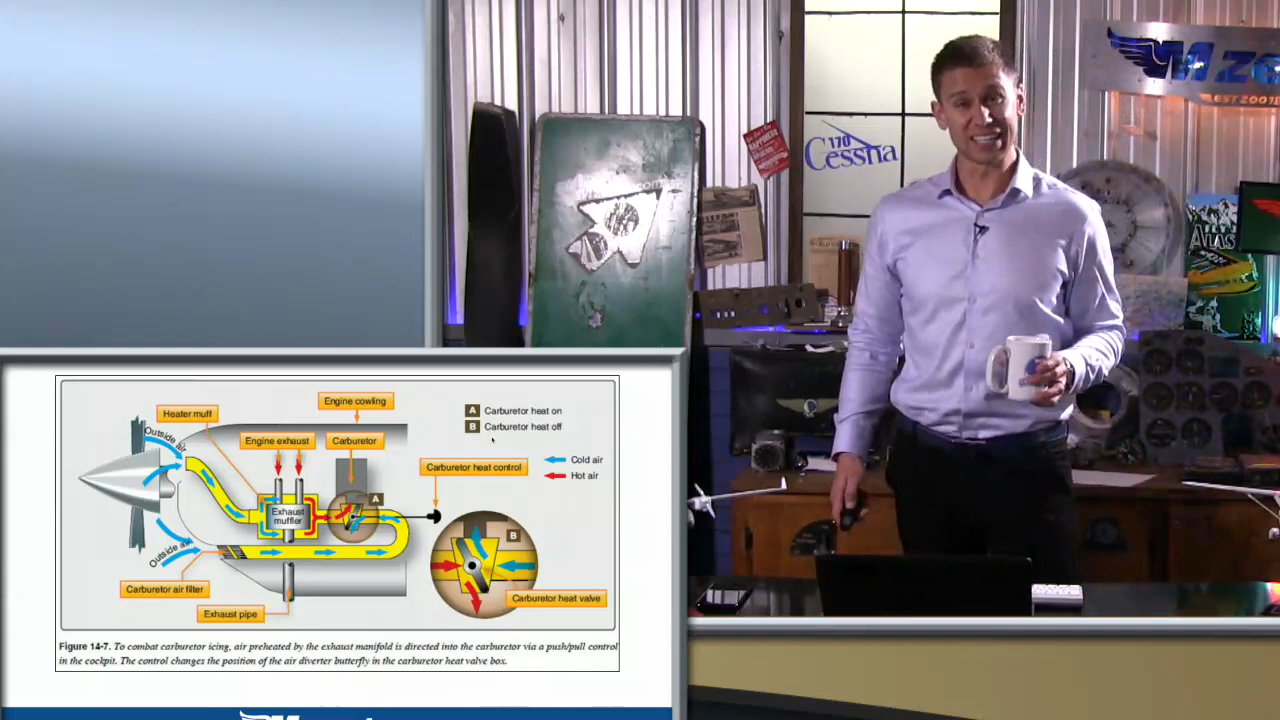 170
Cessna
Mze
EST 2001
ALAS
Engine cowling
Heater muff
Outside air
Engine exhaust
Carburetor
A Carburetor heat on
B Carburetor heat off
Carburetor heat control
Cold air
Hot air
A
Exhaust
muffler
B
Outside air
Carburetor air filter
Carburetor heat valve
Exhaust pipe
Figure 14-7. To combat carburetor icing, air preheated by the exhaust manifold is directed into the carburetor via a push/pull control
in the cockpit. The control changes the position of the air diverter butterfly in the carburetor heat valve box.